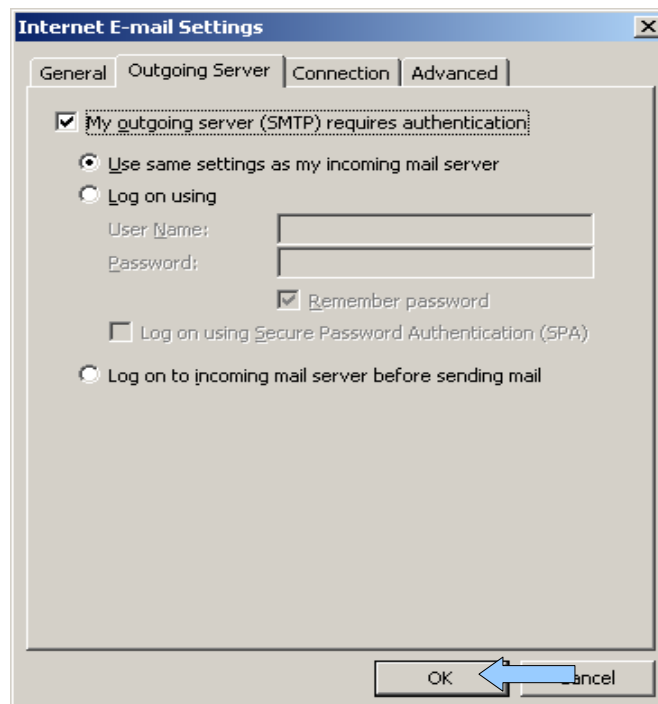 Internet E-mail Settings
General Outgoing Server Connection Advanced
My outgoing server (SMTP) requires authentication
Use same settings as my incoming mail server
Log on using
User Name:
Password:
Remember password
Log on using Secure Password Authentication (SPA)
Log on to incoming mail server before sending mail
OK Cancel